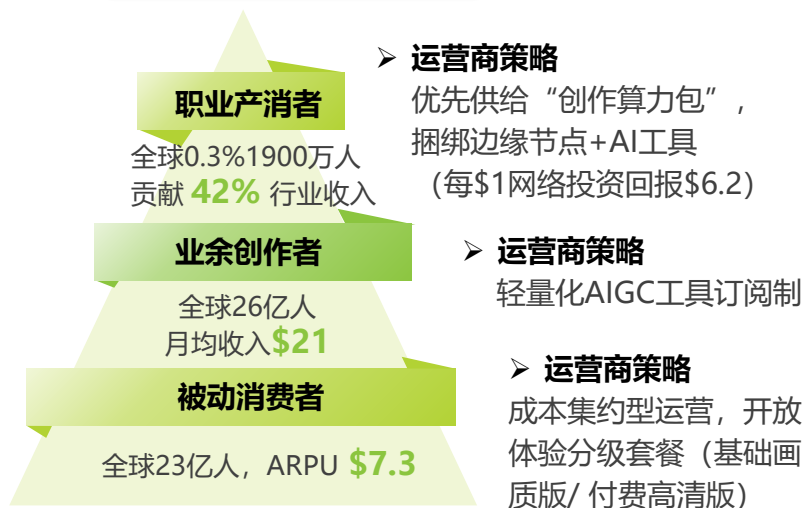 职业产消者
全球0.3%1900万人
贡献 42% 行业收入
➢ 运营商策略
优先供给“创作算力包”，
捆绑边缘节点+AI工具
（每$1网络投资回报$6.2）
业余创作者
全球26亿人
月均收入$21
➢ 运营商策略
轻量化AIGC工具订阅制
被动消费者
全球23亿人，ARPU $7.3
➢ 运营商策略
成本集约型运营，开放
体验分级套餐（基础画
质版/ 付费高清版）